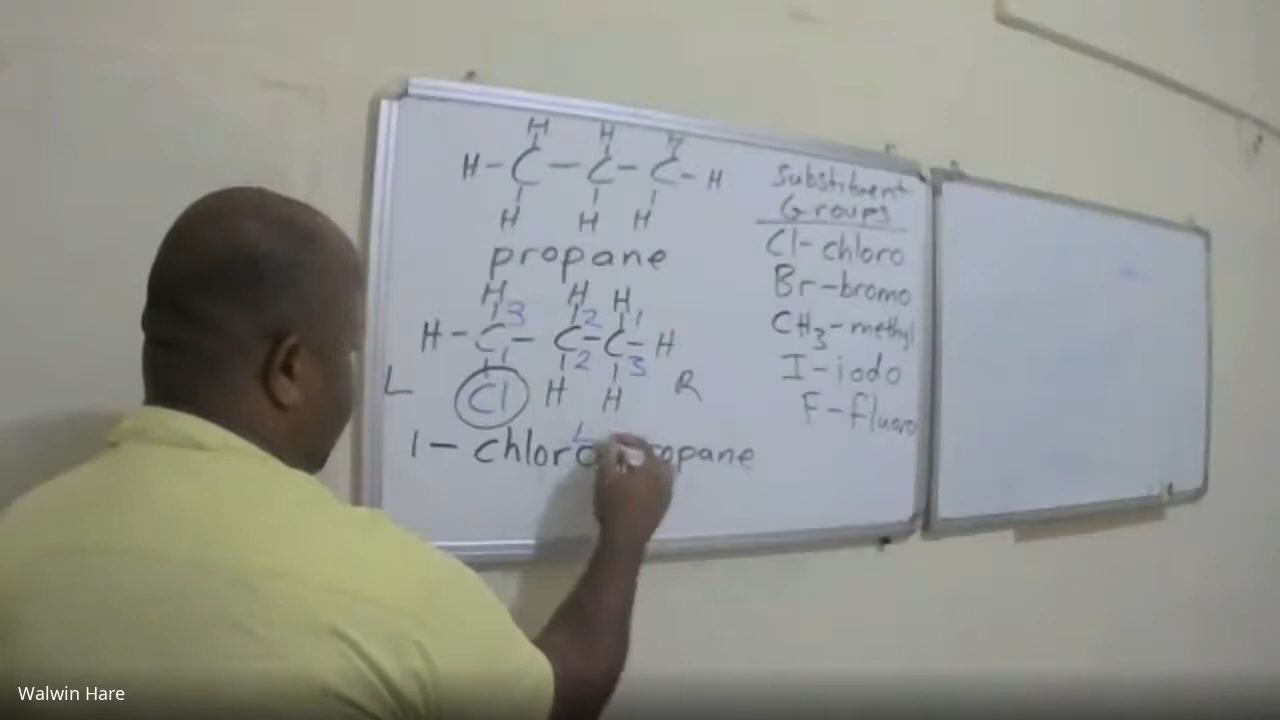 H H H
H-C-C-C-H
H H H
propane
H H H
3 2 1
H-C-C-C-H
1 2 3
L Cl H H R
L
1- chloro opane
Substituent
Groups
Cl-chloro
Br-bromo
CH3-methyl
I-iodo
F-fluoro
Walwin Hare